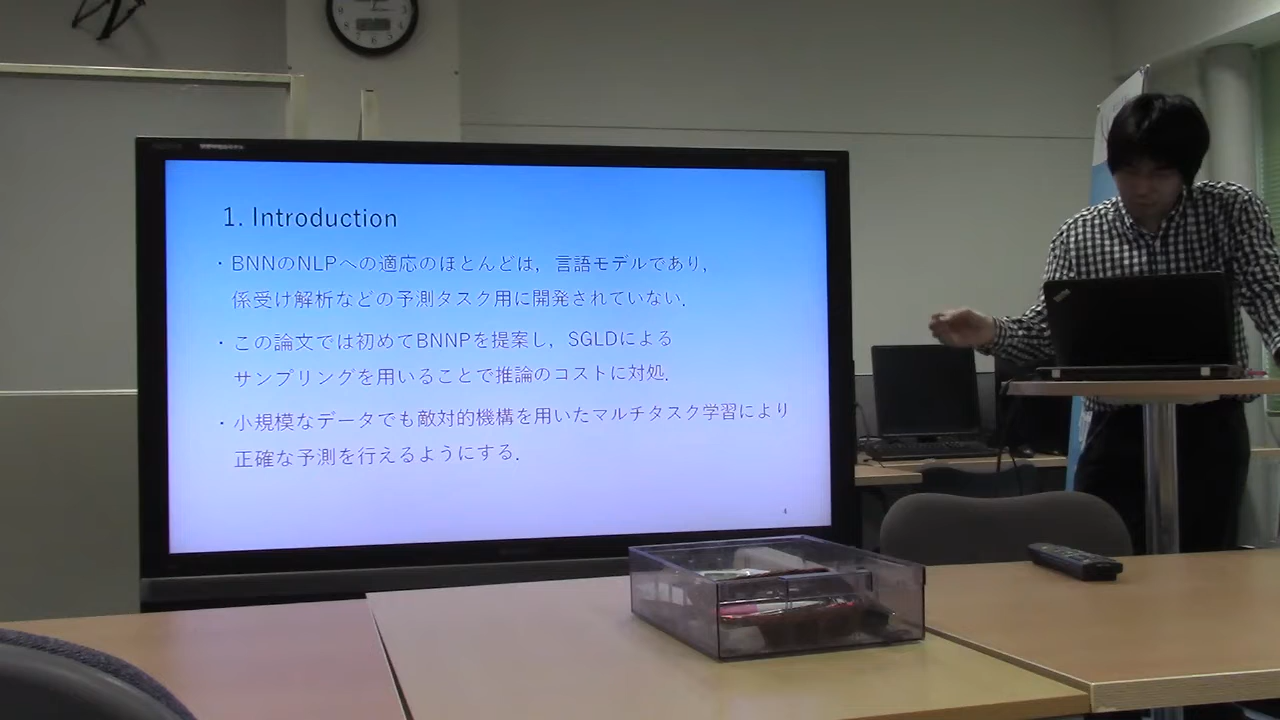 1. Introduction
・BNNのNLPへの適応のほとんどは，言語モデルであり，
係受け解析などの予測タスク用に開発されていない．
・この論文では初めてBNNPを提案し，SGLDによる
サンプリングを用いることで推論のコストに対処．
・小規模なデータでも敵対的機構を用いたマルチタスク学習により
正確な予測を行えるようにする．
4